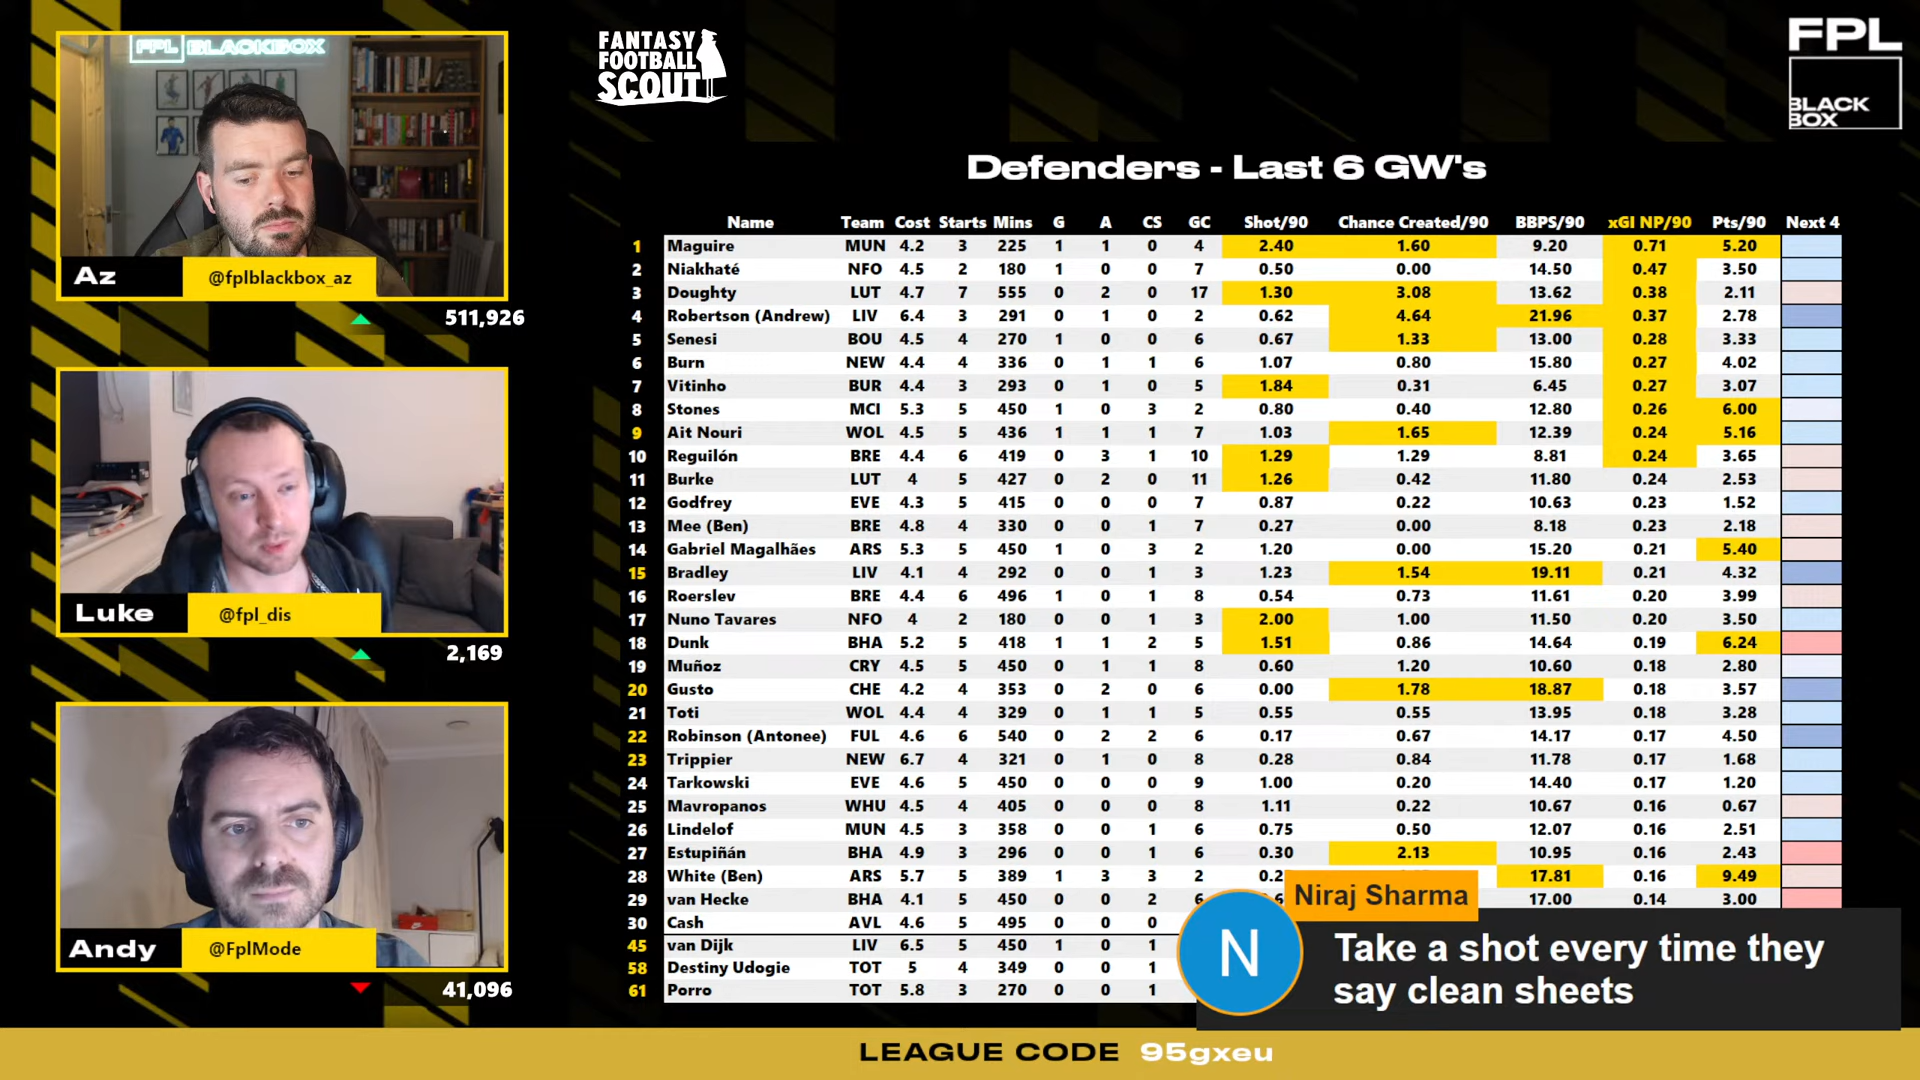 FPL BLACKBOX
Az
@fplblackbox_az
511,926
Luke
@fpl_dis
2,169
Andy
@FplMode
41,096
FANTASY
FOOTBALL
SCOUT
FPL
BLACK
BOX
Defenders - Last 6 GW's
Name Team Cost Starts Mins G A CS GC Shot/90 Chance Created/90 BBPS/90 xGI NP/90 Pts/90 Next 4
1 Maguire MUN 4.2 3 225 1 1 0 4 2.40 1.60 9.20 0.71 5.20
2 Niakhaté NFO 4.5 2 180 1 0 0 7 0.50 0.00 14.50 0.47 3.50
3 Doughty LUT 4.7 7 555 0 2 0 17 1.30 3.08 13.62 0.38 2.11
4 Robertson (Andrew) LIV 6.4 3 291 0 1 0 2 0.62 4.64 21.96 0.37 2.78
5 Senesi BOU 4.5 4 270 1 0 0 6 0.67 1.33 13.00 0.28 3.33
6 Burn NEW 4.4 4 336 0 1 1 6 1.07 0.80 15.80 0.27 4.02
7 Vitinho BUR 4.4 3 293 0 1 0 5 1.84 0.31 6.45 0.27 3.07
8 Stones MCI 5.3 5 450 1 0 3 2 0.80 0.40 12.80 0.26 6.00
9 Ait Nouri WOL 4.5 5 436 1 1 1 7 1.03 1.65 12.39 0.24 5.16
10 Reguilón BRE 4.4 6 419 0 3 1 10 1.29 1.29 8.81 0.24 3.65
11 Burke LUT 4 5 427 0 2 0 11 1.26 0.42 11.80 0.24 2.53
12 Godfrey EVE 4.3 5 415 0 0 0 7 0.87 0.22 10.63 0.23 1.52
13 Mee (Ben) BRE 4.8 4 330 0 0 1 7 0.27 0.00 8.18 0.23 2.18
14 Gabriel Magalhães ARS 5.3 5 450 1 0 3 2 1.20 0.00 15.20 0.21 5.40
15 Bradley LIV 4.1 4 292 0 0 1 3 1.23 1.54 19.11 0.21 4.32
16 Roerslev BRE 4.4 6 496 1 0 1 8 0.54 0.73 11.61 0.20 3.99
17 Nuno Tavares NFO 4 2 180 0 0 1 3 2.00 1.00 11.50 0.20 3.50
18 Dunk BHA 5.2 5 418 1 1 2 5 1.51 0.86 14.64 0.19 6.24
19 Muñoz CRY 4.5 5 450 0 1 1 8 0.60 1.20 10.60 0.18 2.80
20 Gusto CHE 4.2 4 353 0 2 0 6 0.00 1.78 18.87 0.18 3.57
21 Toti WOL 4.4 4 329 0 1 1 5 0.55 0.55 13.95 0.18 3.28
22 Robinson (Antonee) FUL 4.6 6 540 0 2 2 6 0.17 0.67 14.17 0.17 4.50
23 Trippier NEW 6.7 4 321 0 1 0 8 0.28 0.84 11.78 0.17 1.68
24 Tarkowski EVE 4.6 5 450 0 0 0 9 1.00 0.20 14.40 0.17 1.20
25 Mavropanos WHU 4.5 4 405 0 0 0 8 1.11 0.22 10.67 0.16 0.67
26 Lindelof MUN 4.5 3 358 0 0 1 6 0.75 0.50 12.07 0.16 2.51
27 Estupiñán BHA 4.9 3 296 0 0 1 6 0.30 2.13 10.95 0.16 2.43
28 White (Ben) ARS 5.7 5 389 1 3 3 2 17.81 0.16 9.49
29 van Hecke BHA 4.1 5 450 0 0 2 6 17.00 0.14 3.00
30 Cash AVL 4.6 5 495 0 0 0
45 van Dijk LIV 6.5 5 450 1 0 1
58 Destiny Udogie TOT 5 4 349 0 0 1
61 Porro TOT 5.8 3 270 0 0 1
Niraj Sharma
N
Take a shot every time they
say clean sheets
LEAGUE CODE 95gxeu